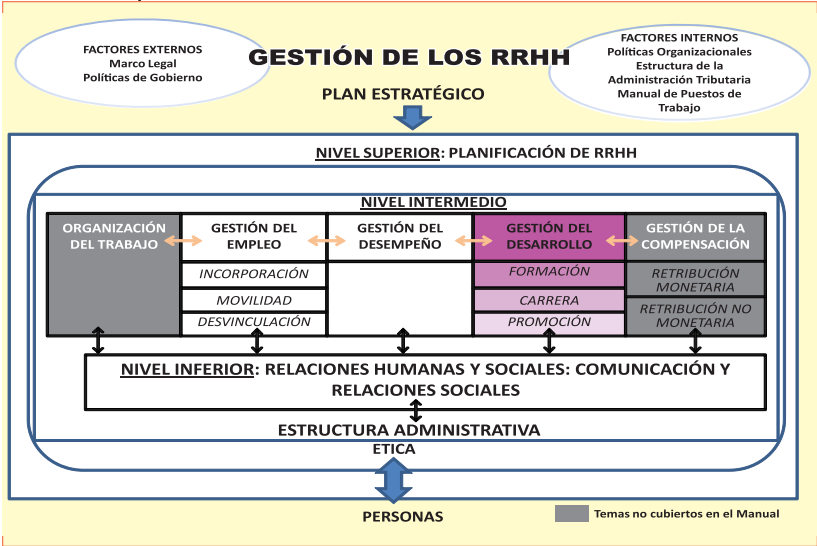 FACTORES EXTERNOS
Marco Legal
Políticas de Gobierno
GESTIÓN DE LOS RRHH
PLAN ESTRATÉGICO
FACTORES INTERNOS
Políticas Organizacionales
Estructura de la
Administración Tributaria
Manual de Puestos de
Trabajo
NIVEL SUPERIOR: PLANIFICACIÓN DE RRHH
NIVEL INTERMEDIO
ORGANIZACIÓN
DEL TRABAJO
GESTIÓN DEL
EMPLEO
INCORPORACIÓN
MOVILIDAD
DESVINCULACIÓN
GESTIÓN DEL
DESEMPEÑO
GESTIÓN DEL
DESARROLLO
FORMACIÓN
CARRERA
PROMOCIÓN
GESTIÓN DE LA
COMPENSACIÓN
RETRIBUCIÓN
MONETARIA
RETRIBUCIÓN NO
MONETARIA
NIVEL INFERIOR: RELACIONES HUMANAS Y SOCIALES: COMUNICACIÓN Y
RELACIONES SOCIALES
ESTRUCTURA ADMINISTRATIVA
ETICA
PERSONAS
Temas no cubiertos en el Manual